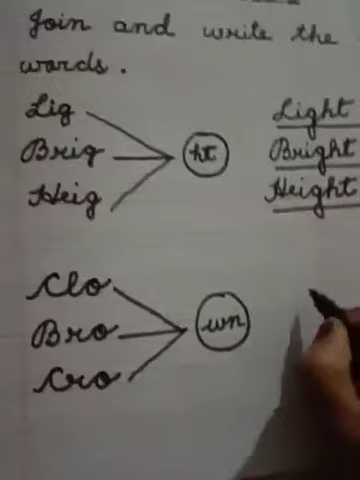 Join and write the
words.
Lig
Brig
Heig
ht
Light
Bright
Height
Clo
Bro
Cro
wn